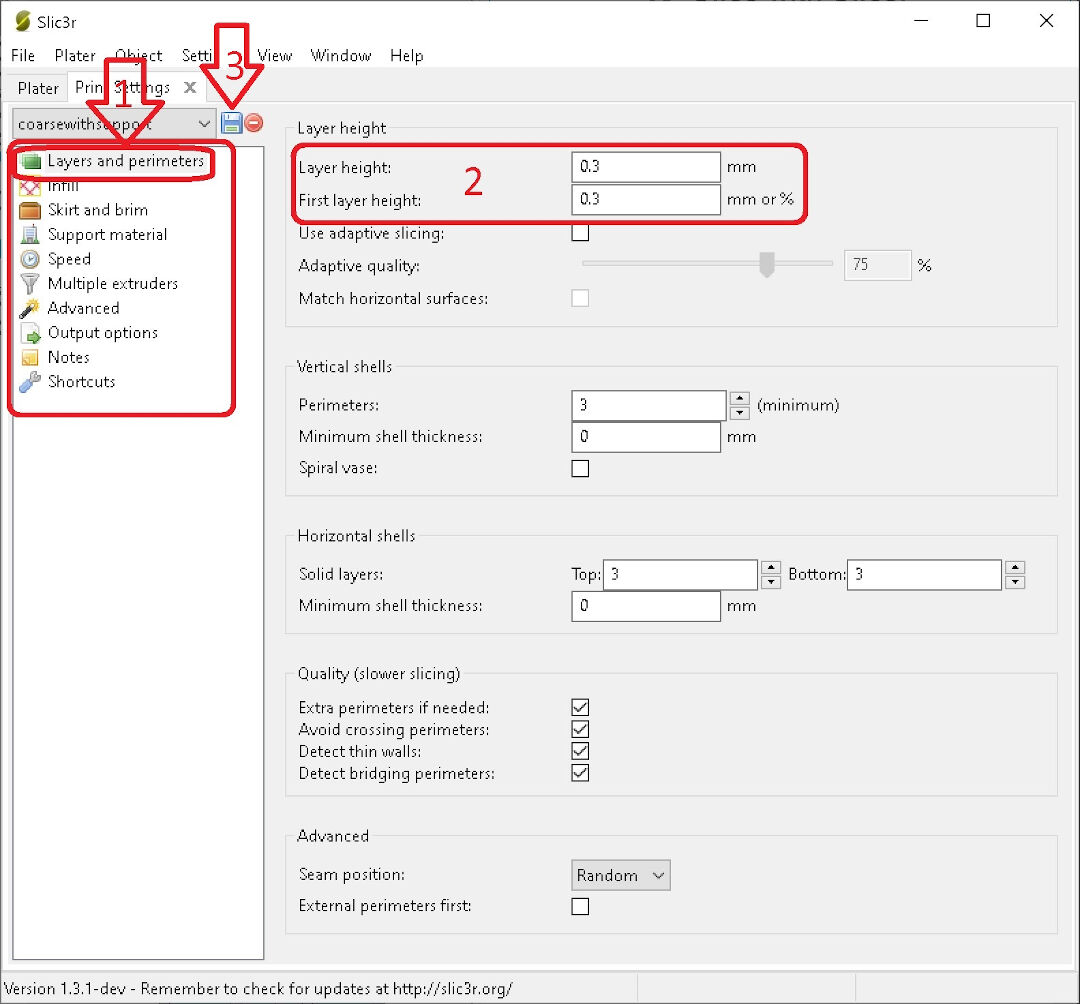 Slic3r
File Plater Object Setti View Window Help
Plater Print Settings
1
3
coarsewithsupport
Layers and perimeters
Infill
Skirt and brim
Support material
Speed
Multiple extruders
Advanced
Output options
Notes
Shortcuts
Layer height
Layer height: 0.3 mm
2
First layer height: 0.3 mm or %
Use adaptive slicing:
Adaptive quality: 75 %
Match horizontal surfaces:
Vertical shells
Perimeters: 3 (minimum)
Minimum shell thickness: 0 mm
Spiral vase:
Horizontal shells
Solid layers: Top: 3 Bottom: 3
Minimum shell thickness: 0 mm
Quality (slower slicing)
Extra perimeters if needed:
Avoid crossing perimeters:
Detect thin walls:
Detect bridging perimeters:
Advanced
Seam position: Random
External perimeters first:
Version 1.3.1-dev - Remember to check for updates at http://slic3r.org/